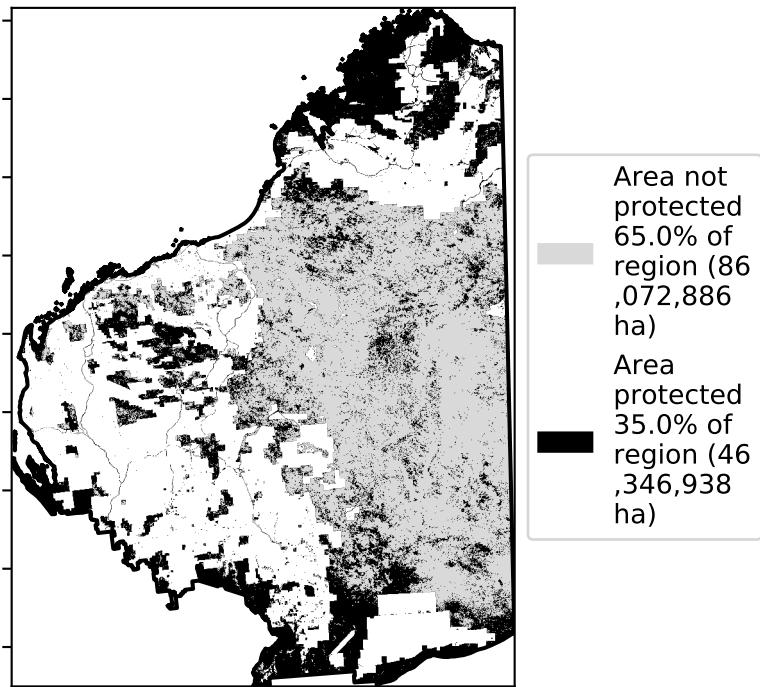 Area not
protected
65.0% of
region (86
,072,886
ha)
Area
protected
35.0% of
region (46
,346,938
ha)